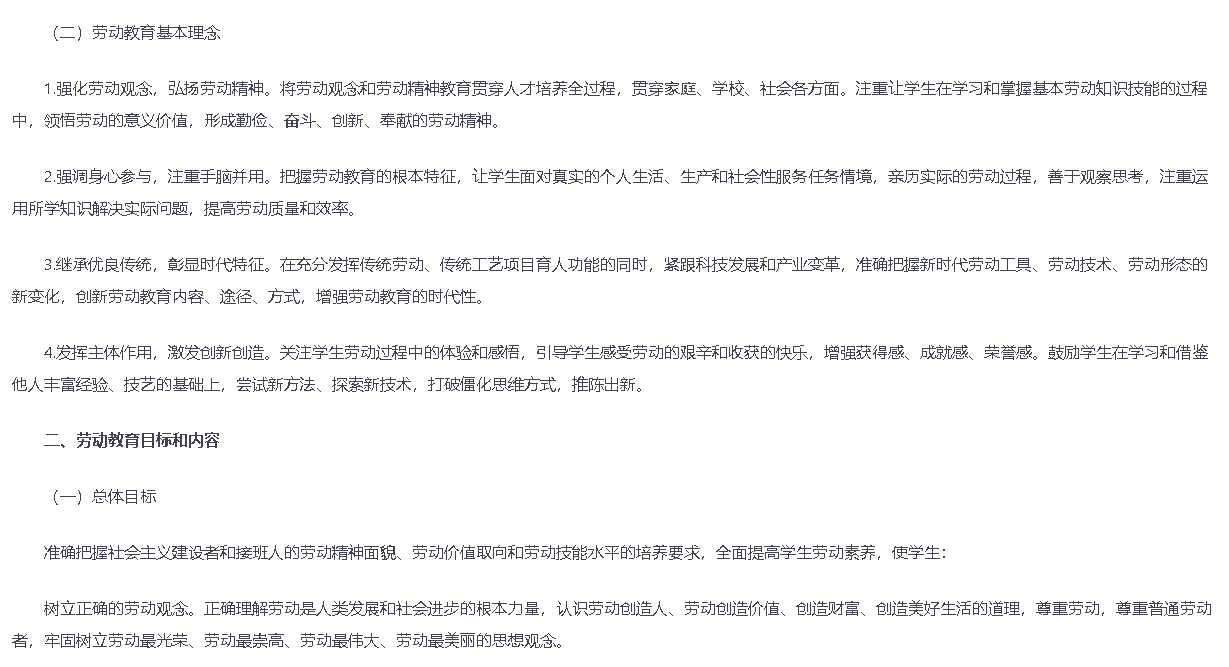 （二）劳动教育基本理念
1.强化劳动观念，弘扬劳动精神。将劳动观念和劳动精神教育贯穿人才培养全过程，贯穿家庭、学校、社会各方面。注重让学生在学习和掌握基本劳动知识技能的过程
中，领悟劳动的意义价值，形成勤俭、奋斗、创新、奉献的劳动精神。
2.强调身心参与，注重手脑并用。把握劳动教育的根本特征，让学生面对真实的个人生活、生产和社会性服务任务情境，亲历实际的劳动过程，善于观察思考，注重运
用所学知识解决实际问题，提高劳动质量和效率。
3.继承优良传统，彰显时代特征。在充分发挥传统劳动、传统工艺项目育人功能的同时，紧跟科技发展和产业变革，准确把握新时代劳动工具、劳动技术、劳动形态的
新变化，创新劳动教育内容、途径、方式，增强劳动教育的时代性。
4.发挥主体作用，激发创新创造。关注学生劳动过程中的体验和感悟，引导学生感受劳动的艰辛和收获的快乐，增强获得感、成就感、荣誉感。鼓励学生在学习和借鉴
他人丰富经验、技艺的基础上，尝试新方法、探索新技术，打破僵化思维方式，推陈出新。
二、劳动教育目标和内容
（一）总体目标
准确把握社会主义建设者和接班人的劳动精神面貌、劳动价值取向和劳动技能水平的培养要求，全面提高学生劳动素养，使学生：
树立正确的劳动观念。正确理解劳动是人类发展和社会进步的根本力量，认识劳动创造人、劳动创造价值、创造财富、创造美好生活的道理，尊重劳动，尊重普通劳动
者，牢固树立劳动最光荣、劳动最崇高、劳动最伟大、劳动最美丽的思想观念。